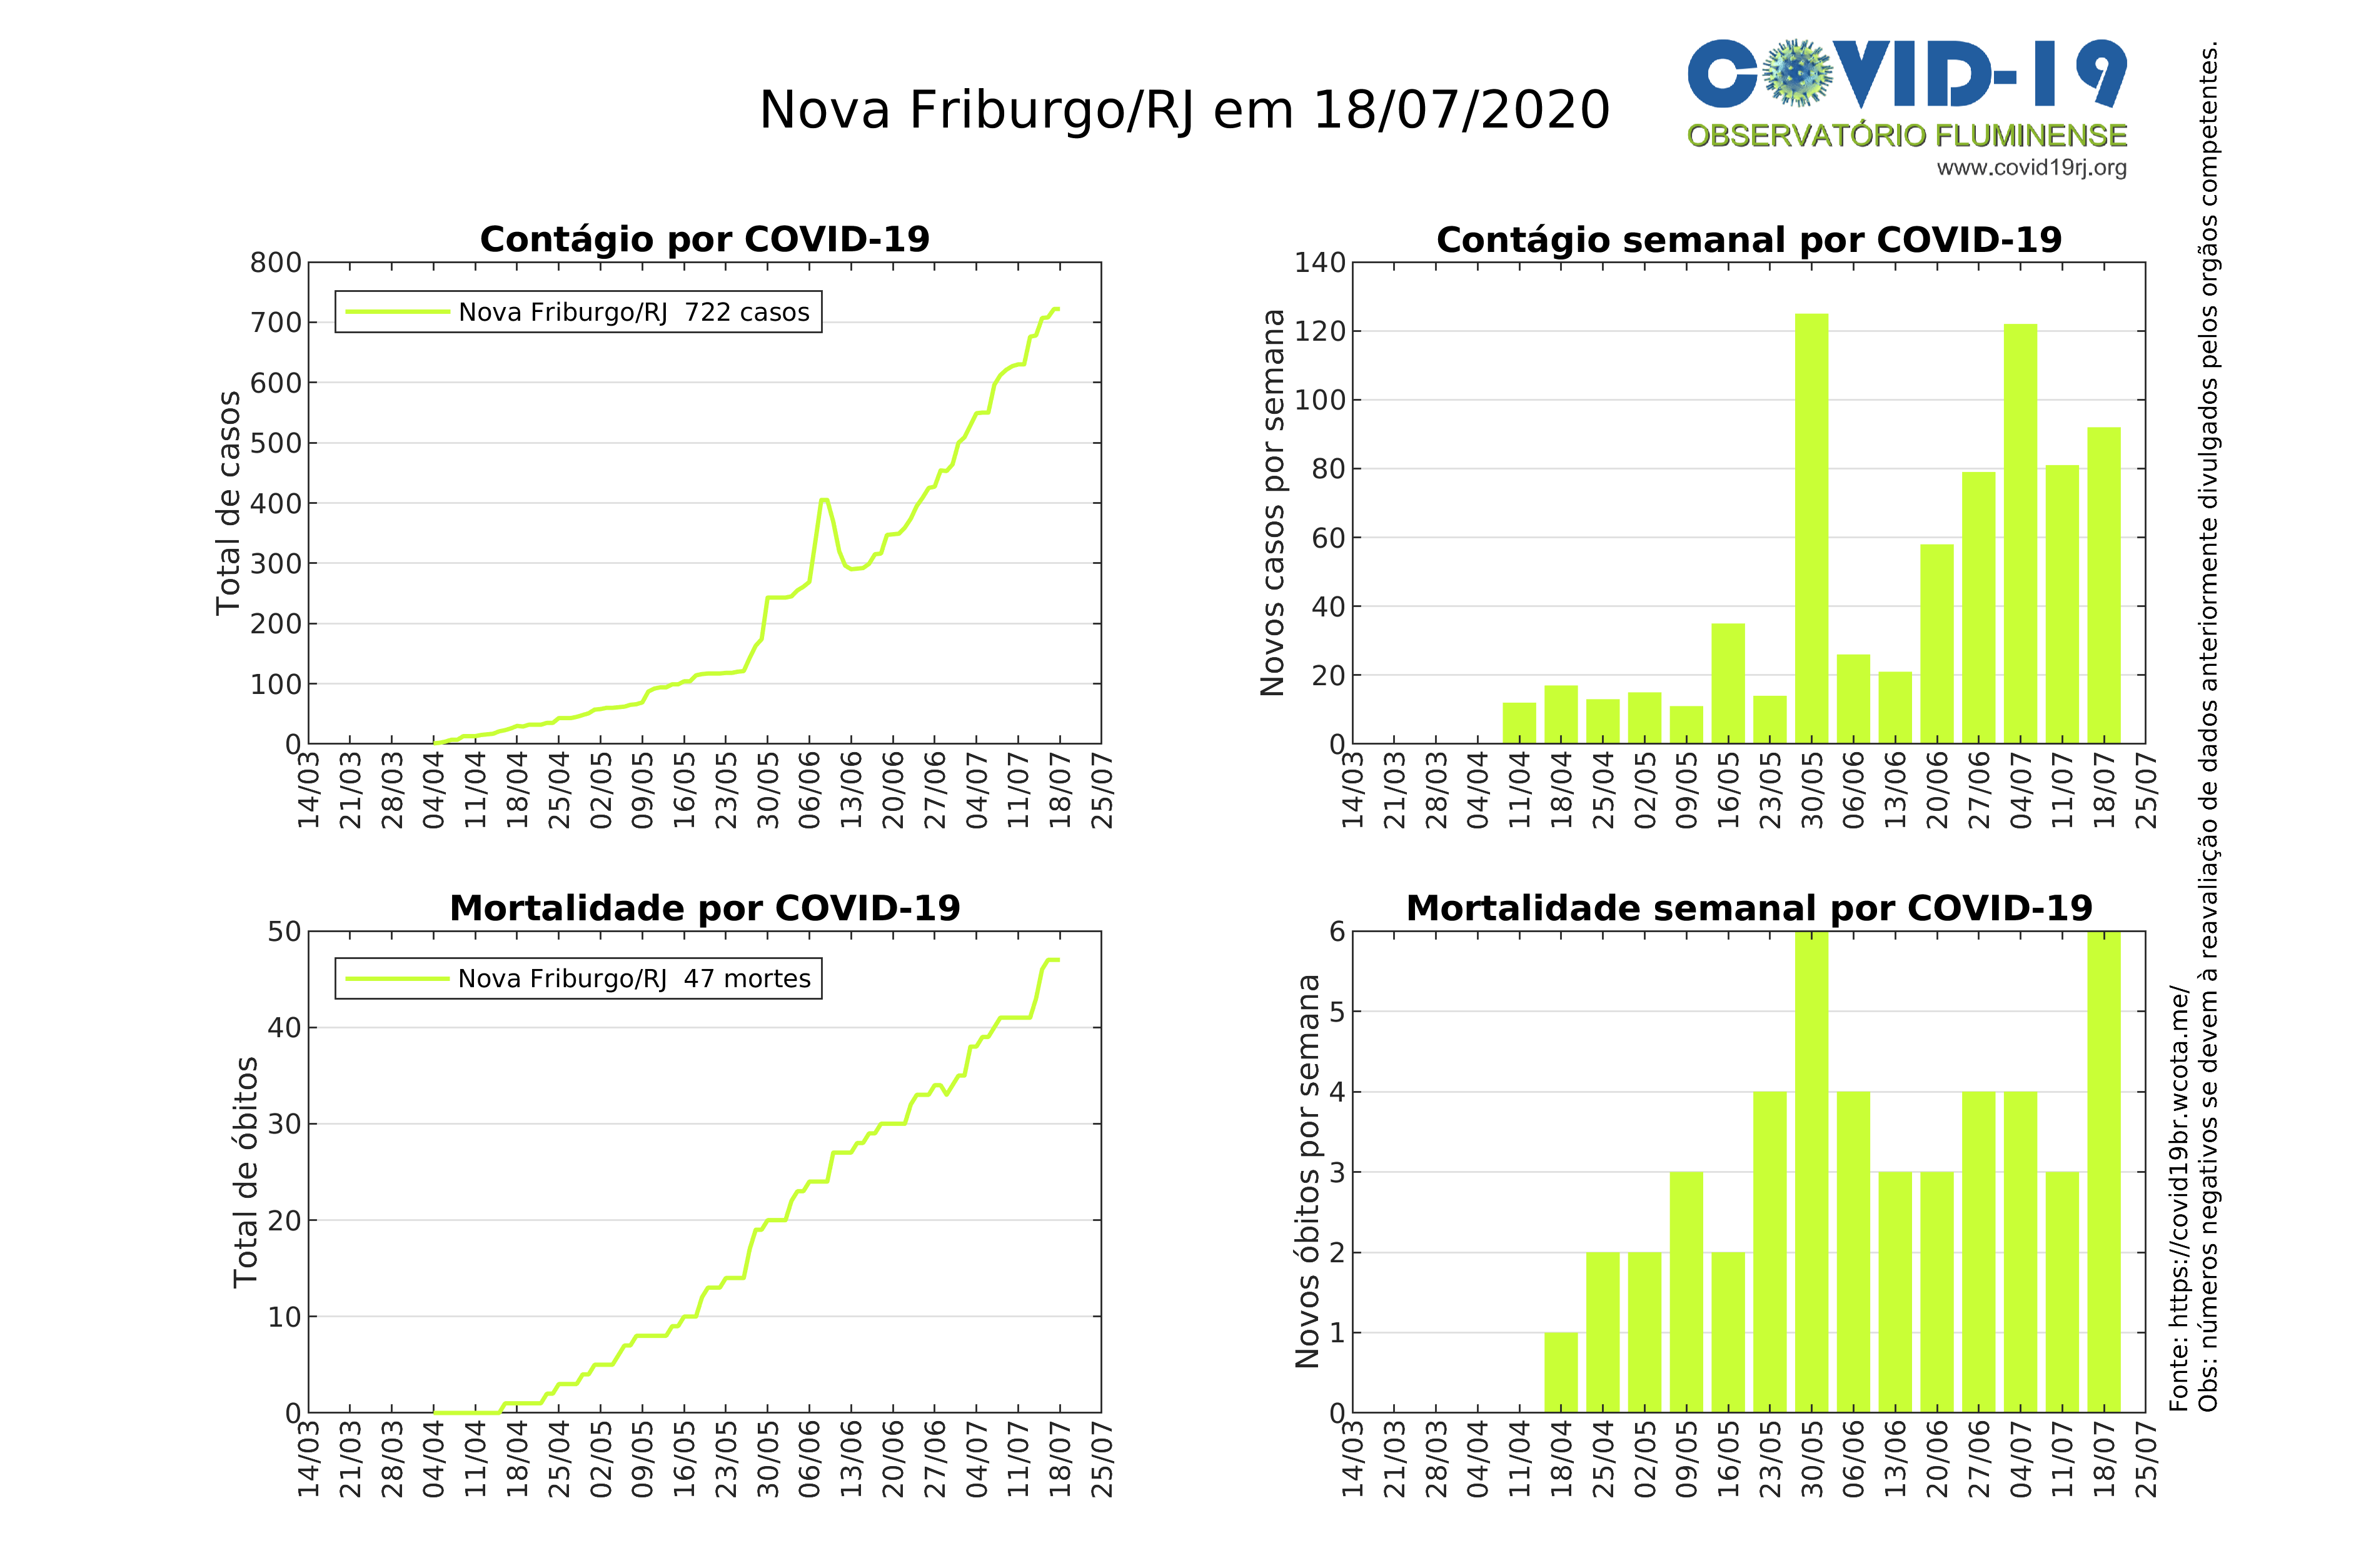 Nova Friburgo/RJ em 18/07/2020
COVID-19
OBSERVATÓRIO FLUMINENSE
www.covid19rj.org
Contágio por COVID-19
Total de casos
800
700
600
500
400
300
200
100
0
Nova Friburgo/RJ 722 casos
14/03 21/03 28/03 04/04 11/04 18/04 25/04 02/05 09/05 16/05 23/05 30/05 06/06 13/06 20/06 27/06 04/07 11/07 18/07 25/07
Contágio semanal por COVID-19
Novos casos por semana
140
120
100
80
60
40
20
0
14/03 21/03 28/03 04/04 11/04 18/04 25/04 02/05 09/05 16/05 23/05 30/05 06/06 13/06 20/06 27/06 04/07 11/07 18/07 25/07
Mortalidade por COVID-19
Total de óbitos
50
40
30
20
10
0
Nova Friburgo/RJ 47 mortes
14/03 21/03 28/03 04/04 11/04 18/04 25/04 02/05 09/05 16/05 23/05 30/05 06/06 13/06 20/06 27/06 04/07 11/07 18/07 25/07
Mortalidade semanal por COVID-19
Novos óbitos por semana
6
5
4
3
2
1
0
14/03 21/03 28/03 04/04 11/04 18/04 25/04 02/05 09/05 16/05 23/05 30/05 06/06 13/06 20/06 27/06 04/07 11/07 18/07 25/07
Fonte: https://covid19br.wcota.me/
Obs: números negativos se devem à reavaliação de dados anteriormente divulgados pelos orgãos competentes.